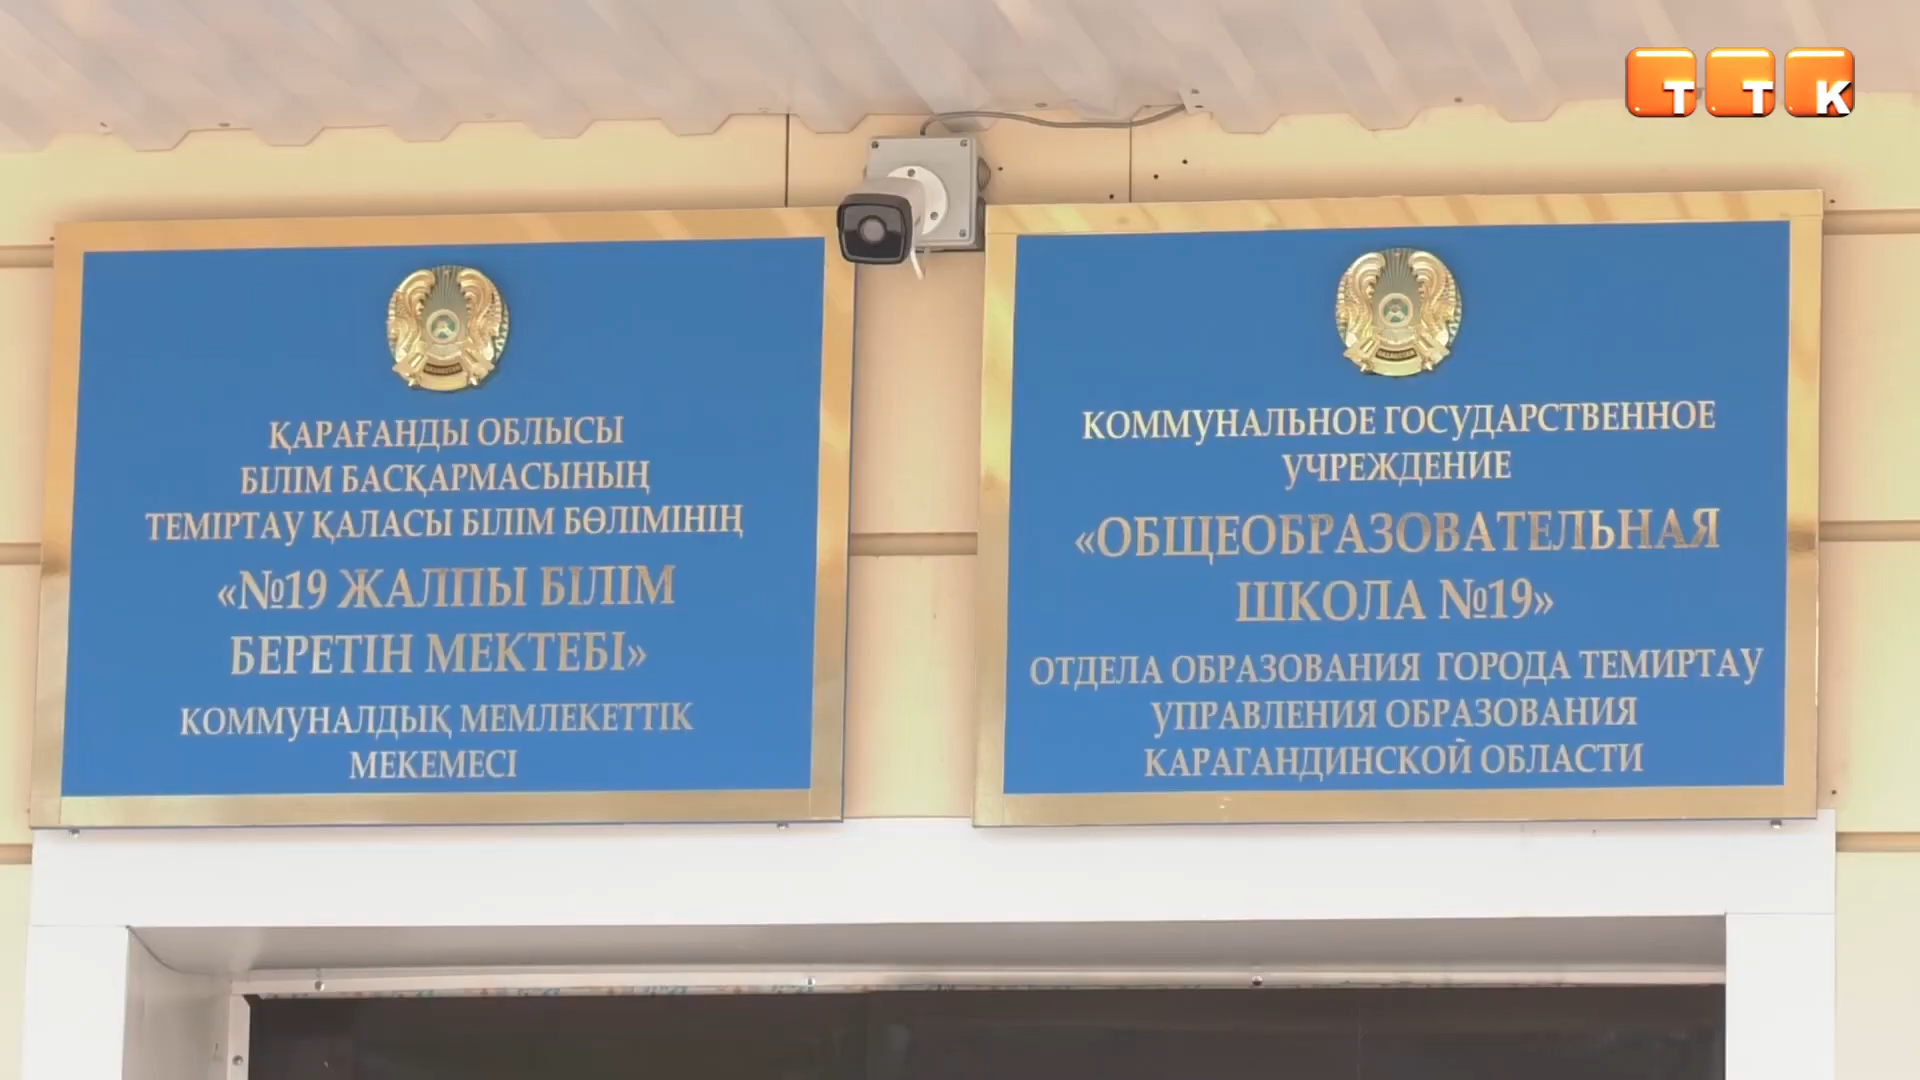 ТТК
ҚАРАҒАНДЫ ОБЛЫСЫ
БІЛІМ БАСҚАРМАСЫНЫҢ
ТЕМІРТАУ ҚАЛАСЫ БІЛІМ БӨЛІМІНІҢ
«№19 ЖАЛПЫ БІЛІМ
БЕРЕТІН МЕКТЕБІ»
КОММУНАЛДЫҚ МЕМЛЕКЕТТІК
МЕКЕМЕСІ
КОММУНАЛЬНОЕ ГОСУДАРСТВЕННОЕ
УЧРЕЖДЕНИЕ
«ОБЩЕОБРАЗОВАТЕЛЬНАЯ
ШКОЛА №19»
ОТДЕЛА ОБРАЗОВАНИЯ ГОРОДА ТЕМИРТАУ
УПРАВЛЕНИЯ ОБРАЗОВАНИЯ
КАРАГАНДИНСКОЙ ОБЛАСТИ